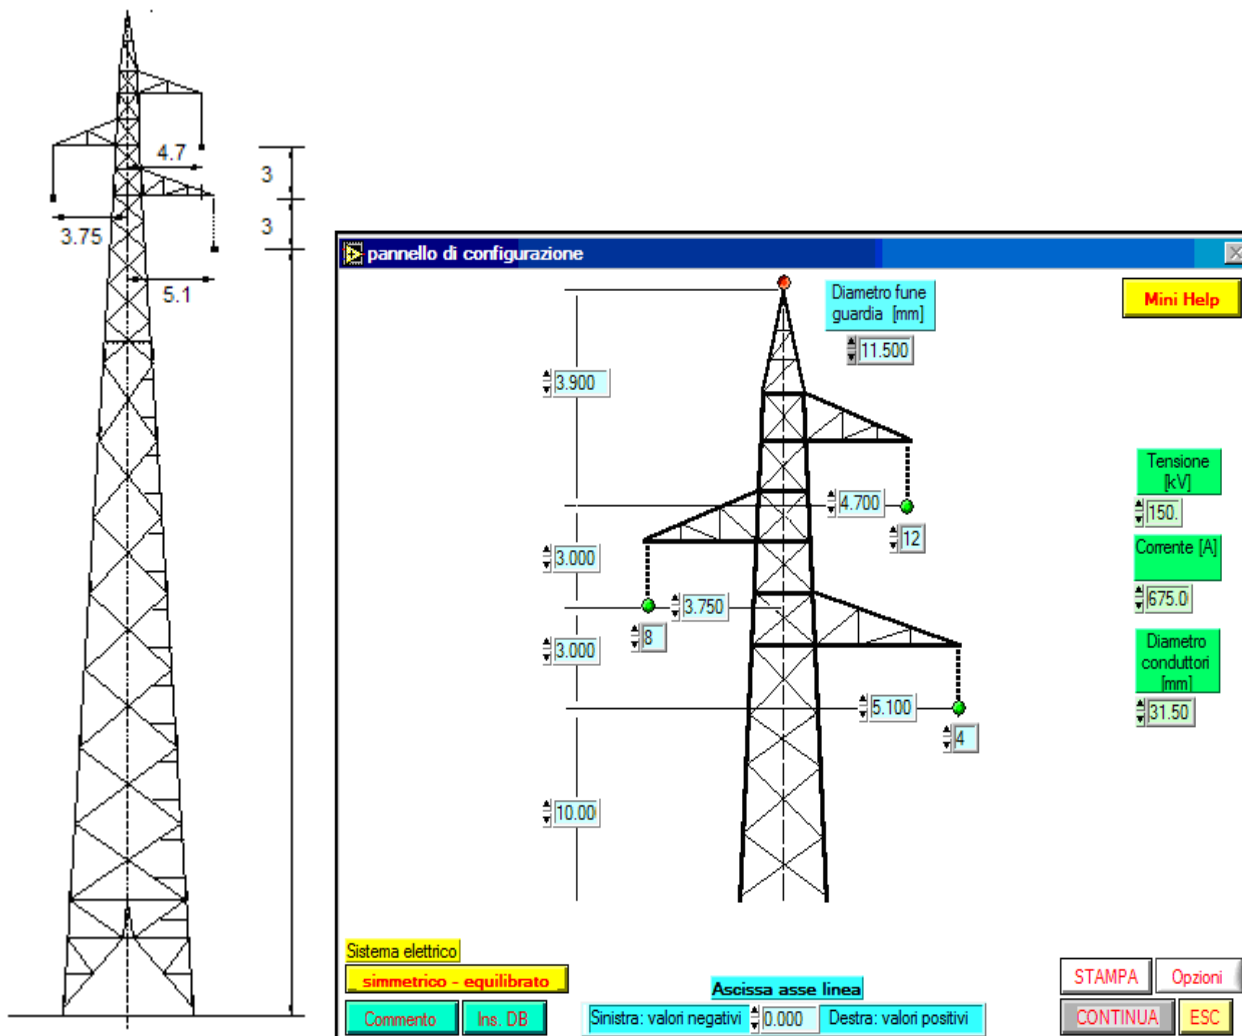 4.7
3
3.75
3
5.1
pannello di configurazione
Diametro fune
guardia [mm]
11.500
Mini Help
3.900
Tensione
[kV]
150.
4.700
12
3.000
Corrente [A]
675.0
3.750
8
3.000
Diametro
conduttori
[mm]
31.50
5.100
4
10.00
Sistema elettrico
simmetrico - equilibrato
Ascissa asse linea
STAMPA Opzioni
Commento Ins. DB Sinistra: valori negativi 0.000 Destra: valori positivi CONTINUA ESC